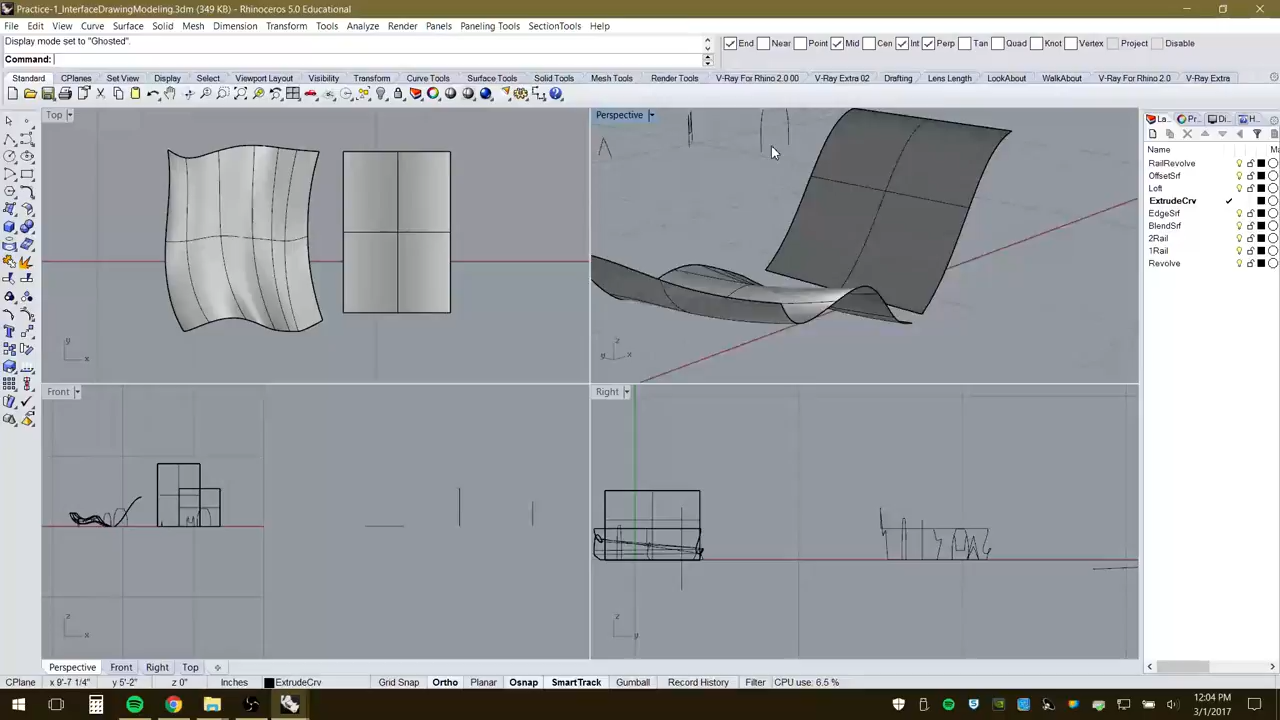 Practice-1_InterfaceDrawingModeling.3dm (349 KB) - Rhinoceros 5.0 Educational
File Edit View Curve Surface Solid Mesh Dimension Transform Tools Analyze Render Panels Paneling Tools SectionTools Help
Display mode set to "Ghosted".
Command:
End Near Point Mid Cen Int Perp Tan Quad Knot Vertex Project Disable
Standard CPlanes Set View Display Select Viewport Layout Visibility Transform Curve Tools Surface Tools Solid Tools Mesh Tools Render Tools V-Ray For Rhino 2.0 00 V-Ray Extra 02 Drafting Lens Length LookAbout WalkAbout V-Ray For Rhino 2.0 V-Ray Extra
Top
Perspective
La... Pr... Di... H...
Name Ma
RailRevolve
OffsetSrf
Loft
ExtrudeCrv
EdgeSrf
BlendSrf
2Rail
1Rail
Revolve
y x
z y x
Front
Right
z x
z y
Perspective Front Right Top
CPlane x 9'-7 1/4" y 5'-2" z 0" Inches ExtrudeCrv Grid Snap Ortho Planar Osnap SmartTrack Gumball Record History Filter CPU use: 6.5 %
12:04 PM
3/1/2017